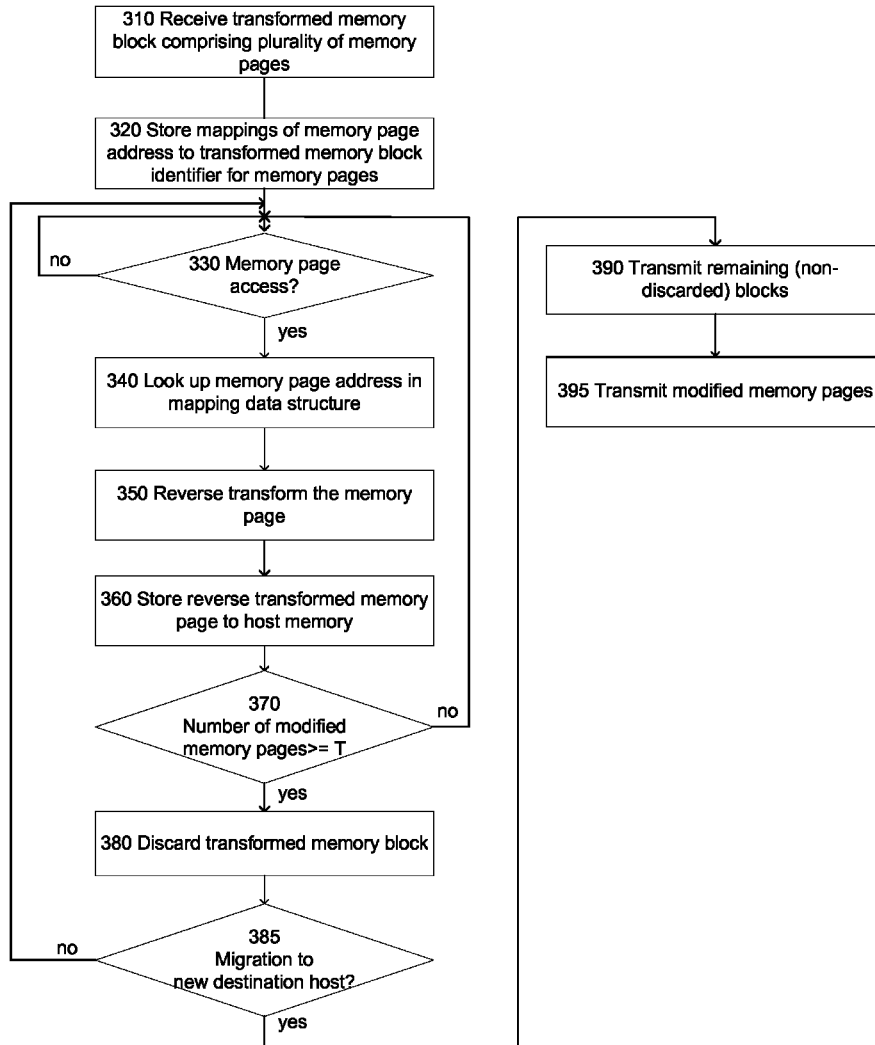 310 Receive transformed memory
block comprising plurality of memory
pages
320 Store mappings of memory page
address to transformed memory block
identifier for memory pages
no
330 Memory page
access?
yes
340 Look up memory page address in
mapping data structure
350 Reverse transform the memory
page
360 Store reverse transformed memory
page to host memory
370
Number of modified
memory pages>= T
no
yes
380 Discard transformed memory block
no
385
Migration to
new destination host?
yes
390 Transmit remaining (non-
discarded) blocks
395 Transmit modified memory pages